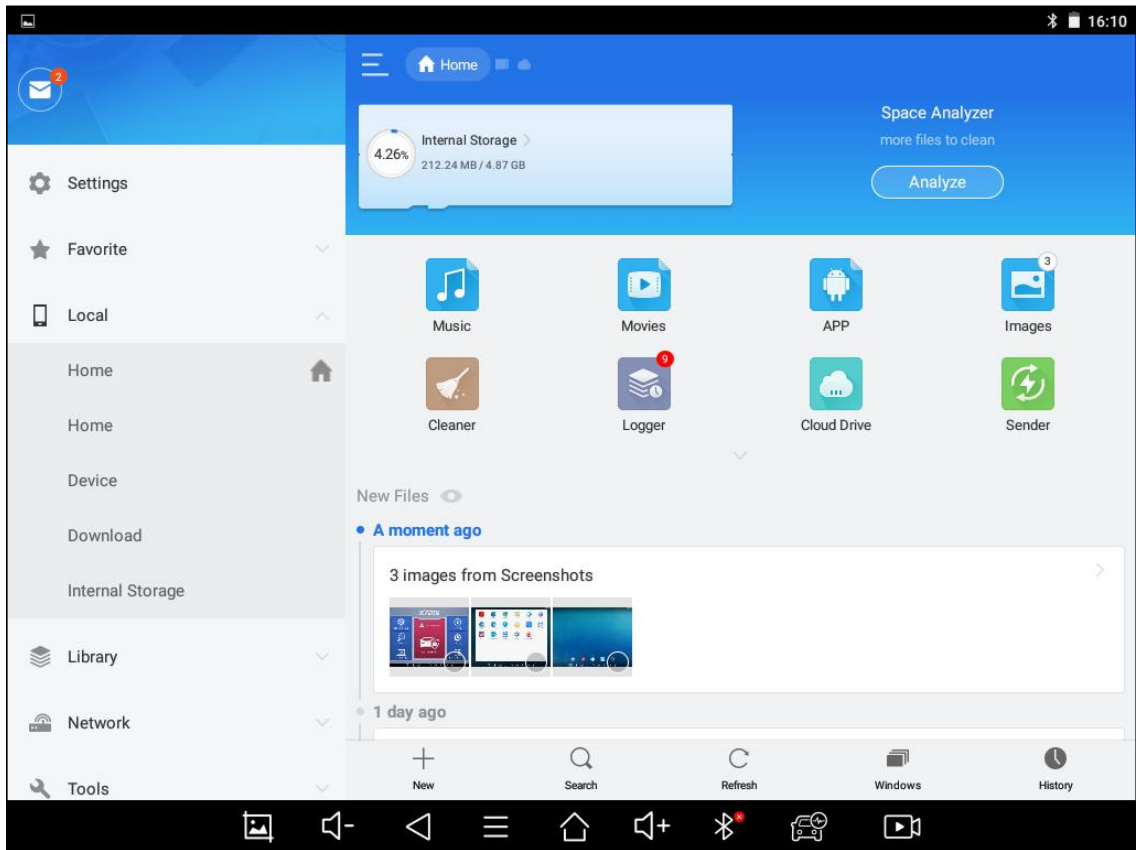 16:10
2
Home
Internal Storage
4.26%
212.24 MB / 4.87 GB
Space Analyzer
more files to clean
Analyze
Settings
Favorite
Local
Home
Home
Device
Download
Internal Storage
Library
Network
Tools
Music
Movies
APP
3
Images
Cleaner
9
Logger
Cloud Drive
Sender
New Files
A moment ago
3 images from Screenshots
1 day ago
New
Search
Refresh
Windows
History